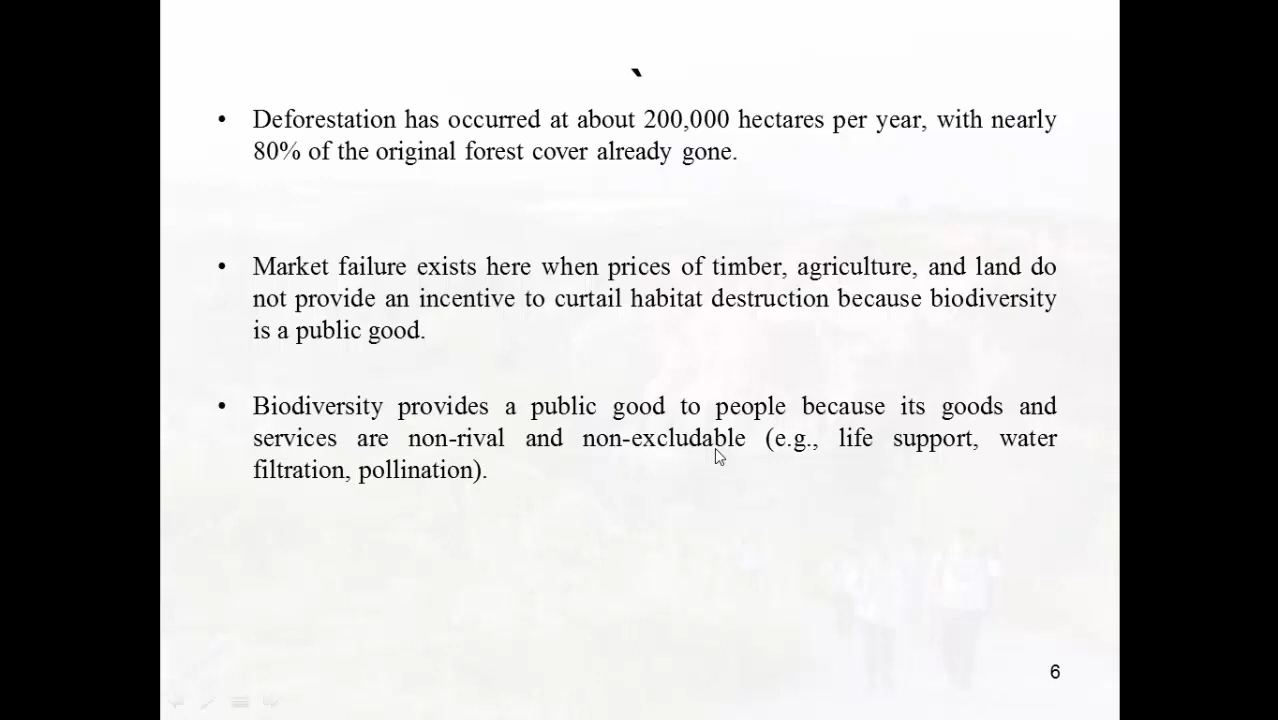 `
• Deforestation has occurred at about 200,000 hectares per year, with nearly
80% of the original forest cover already gone.
• Market failure exists here when prices of timber, agriculture, and land do
not provide an incentive to curtail habitat destruction because biodiversity
is a public good.
• Biodiversity provides a public good to people because its goods and
services are non-rival and non-excludable (e.g., life support, water
filtration, pollination).
6